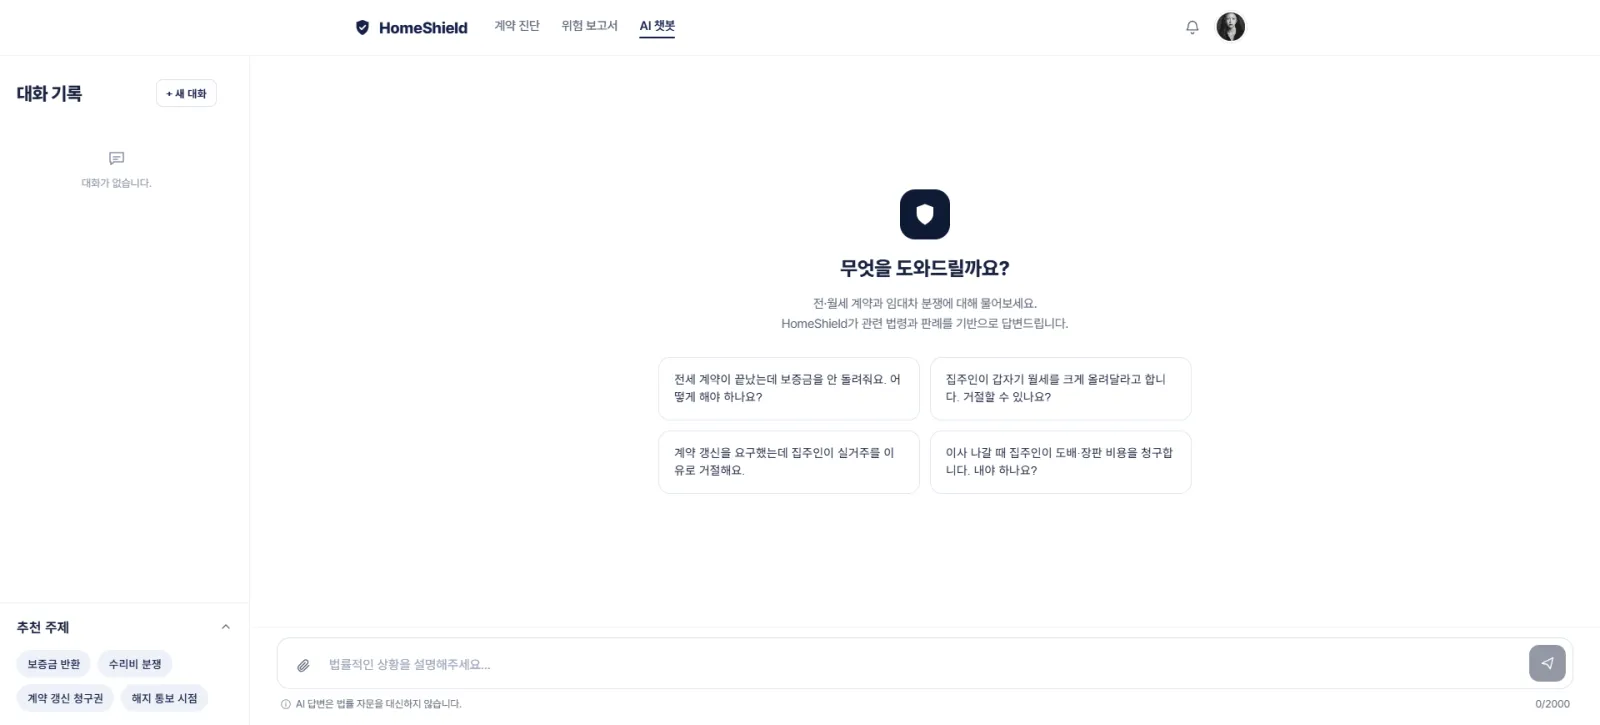 HomeShield
계약 진단
위험 보고서
AI 챗봇
대화 기록
+ 새 대화
대화가 없습니다.
무엇을 도와드릴까요?
전·월세 계약과 임대차 분쟁에 대해 물어보세요.
HomeShield가 관련 법령과 판례를 기반으로 답변드립니다.
전세 계약이 끝났는데 보증금을 안 돌려줘요. 어
떻게 해야 하나요?
집주인이 갑자기 월세를 크게 올려달라고 합니
다. 거절할 수 있나요?
계약 갱신을 요구했는데 집주인이 실거주를 이
유로 거절해요.
이사 나갈 때 집주인이 도배·장판 비용을 청구합
니다. 내야 하나요?
추천 주제
보증금 반환
수리비 분쟁
계약 갱신 청구권
해지 통보 시점
법률적인 상황을 설명해주세요...
AI 답변은 법률 자문을 대신하지 않습니다.
0/2000